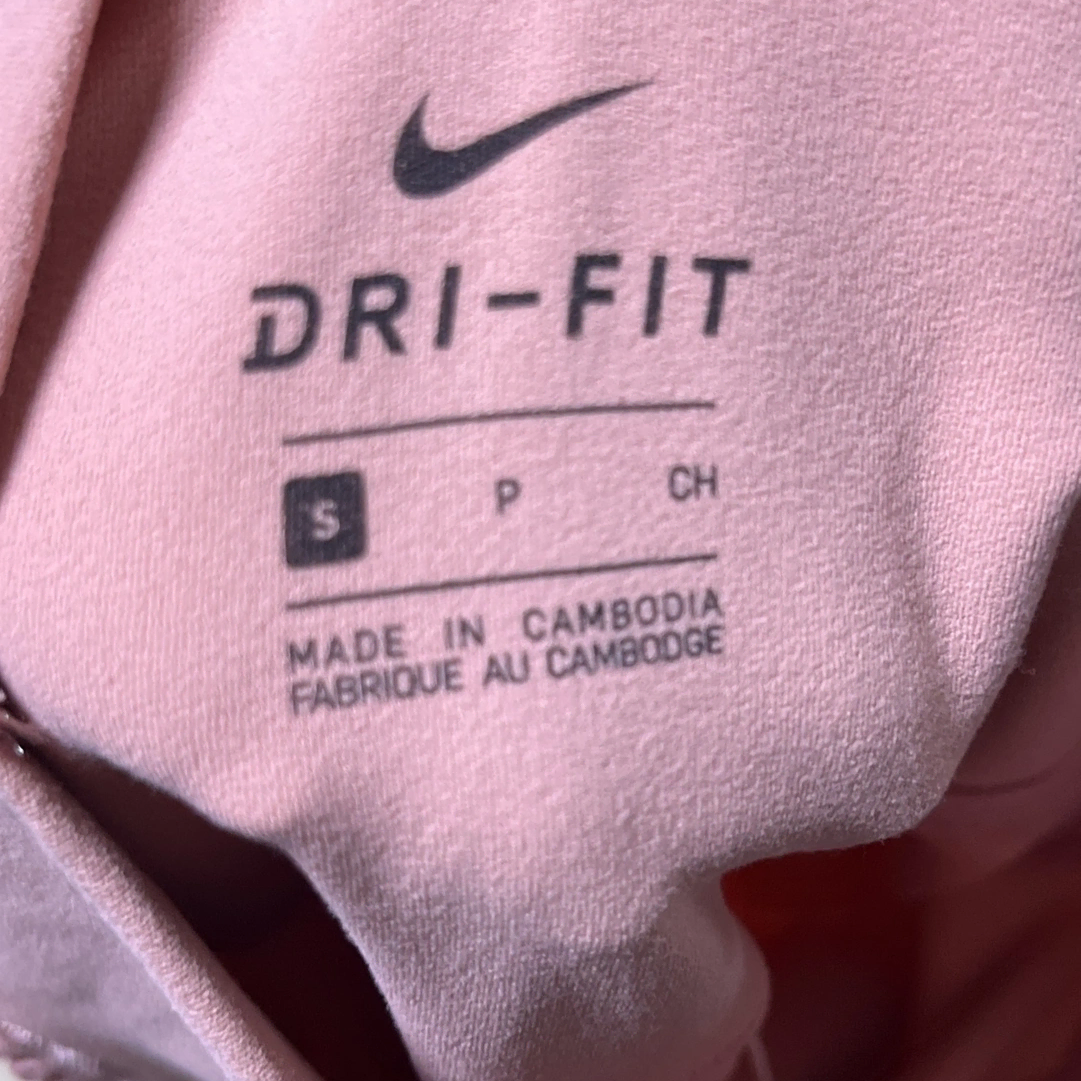 DRI-FIT
S P CH
MADE IN CAMBODIA
FABRIQUE AU CAMBODGE